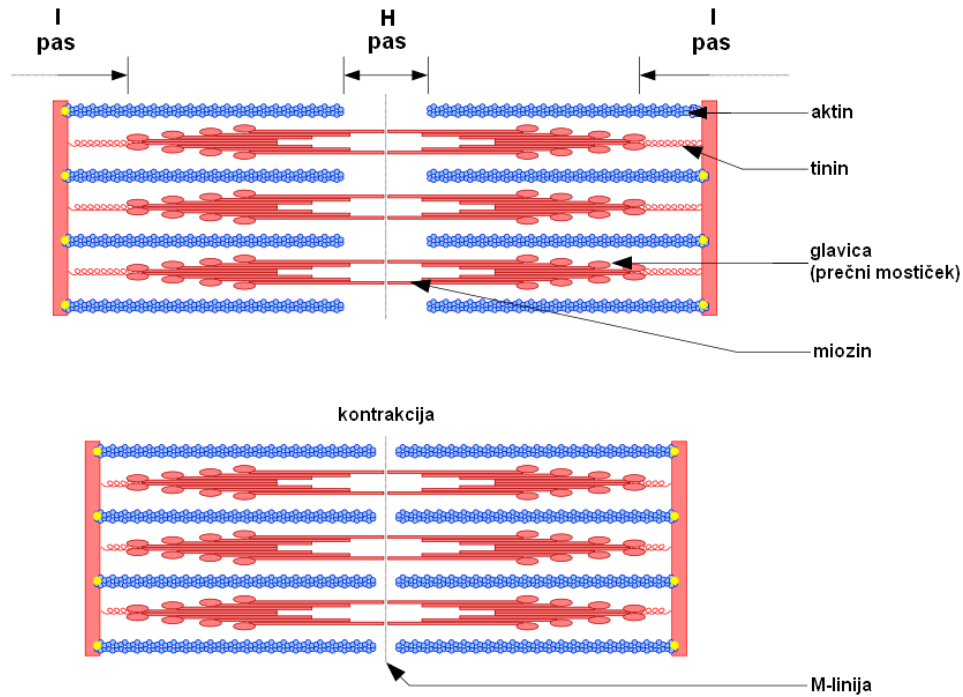 I
pas
H
pas
I
pas
aktin
tinin
glavica
(prečni mostiček)
miozin
kontrakcija
M-linija